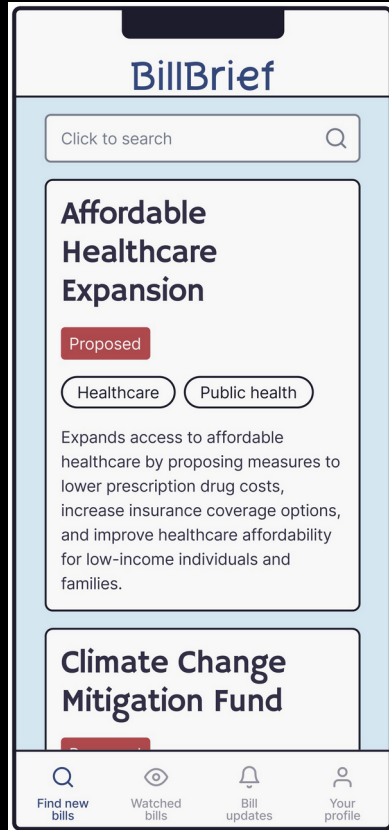 BillBrief
Click to search
Affordable
Healthcare
Expansion
Proposed
Healthcare Public health
Expands access to affordable
healthcare by proposing measures to
lower prescription drug costs,
increase insurance coverage options,
and improve healthcare affordability
for low-income individuals and
families.
Climate Change
Mitigation Fund
Find new
bills
Watched
bills
Bill
updates
Your
profile